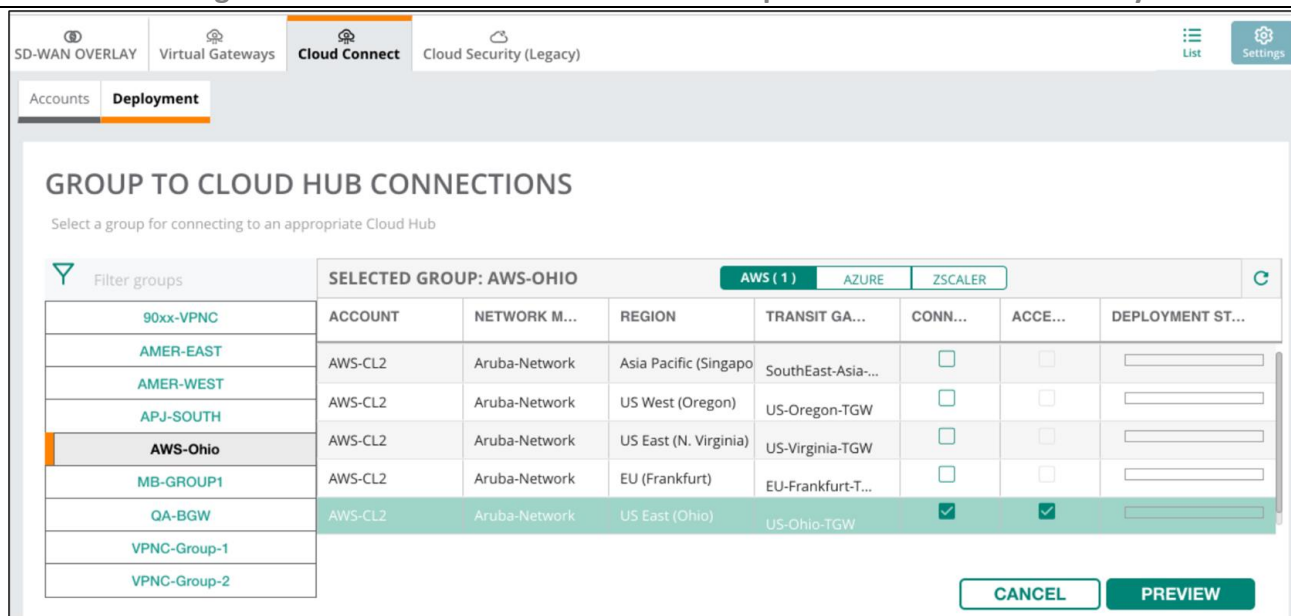 SD-WAN OVERLAY Virtual Gateways Cloud Connect Cloud Security (Legacy) List Settings
Accounts Deployment
GROUP TO CLOUD HUB CONNECTIONS
Select a group for connecting to an appropriate Cloud Hub
Filter groups SELECTED GROUP: AWS-OHIO AWS ( 1 ) AZURE ZSCALER
90xx-VPNC
AMER-EAST
AMER-WEST
APJ-SOUTH
AWS-Ohio
MB-GROUP1
QA-BGW
VPNC-Group-1
VPNC-Group-2
ACCOUNT NETWORK M... REGION TRANSIT GA... CONN... ACCE... DEPLOYMENT ST...
AWS-CL2 Aruba-Network Asia Pacific (Singapo SouthEast-Asia-...
AWS-CL2 Aruba-Network US West (Oregon) US-Oregon-TGW
AWS-CL2 Aruba-Network US East (N. Virginia) US-Virginia-TGW
AWS-CL2 Aruba-Network EU (Frankfurt) EU-Frankfurt-T...
AWS-CL2 Aruba-Network US East (Ohio) US-Ohio-TGW
CANCEL PREVIEW